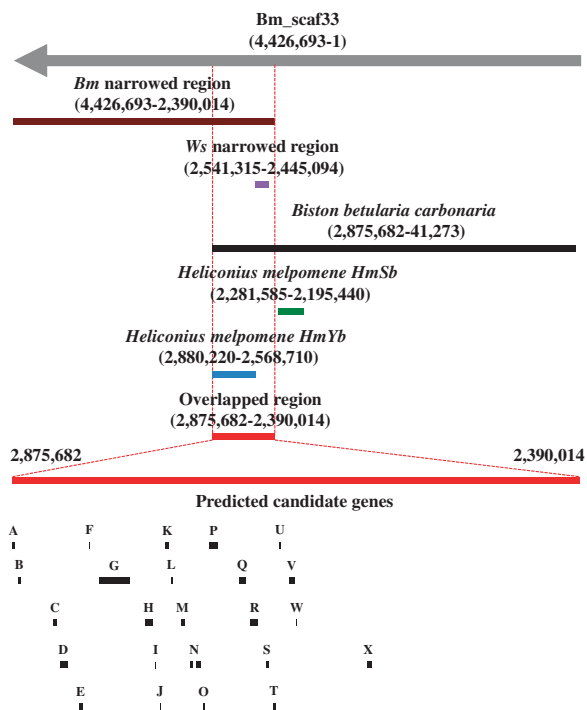 Bm_scaf33
(4,426,693-1)
Bm narrowed region
(4,426,693-2,390,014)
Ws narrowed region
(2,541,315-2,445,094)
Biston betularia carbonaria
(2,875,682-41,273)
Heliconius melpomene HmSb
(2,281,585-2,195,440)
Heliconius melpomene HmYb
(2,880,220-2,568,710)
Overlapped region
(2,875,682-2,390,014)
2,875,682 2,390,014
Predicted candidate genes
A F K P U
B G L Q V
C H M R W
D I N S X
E J O T